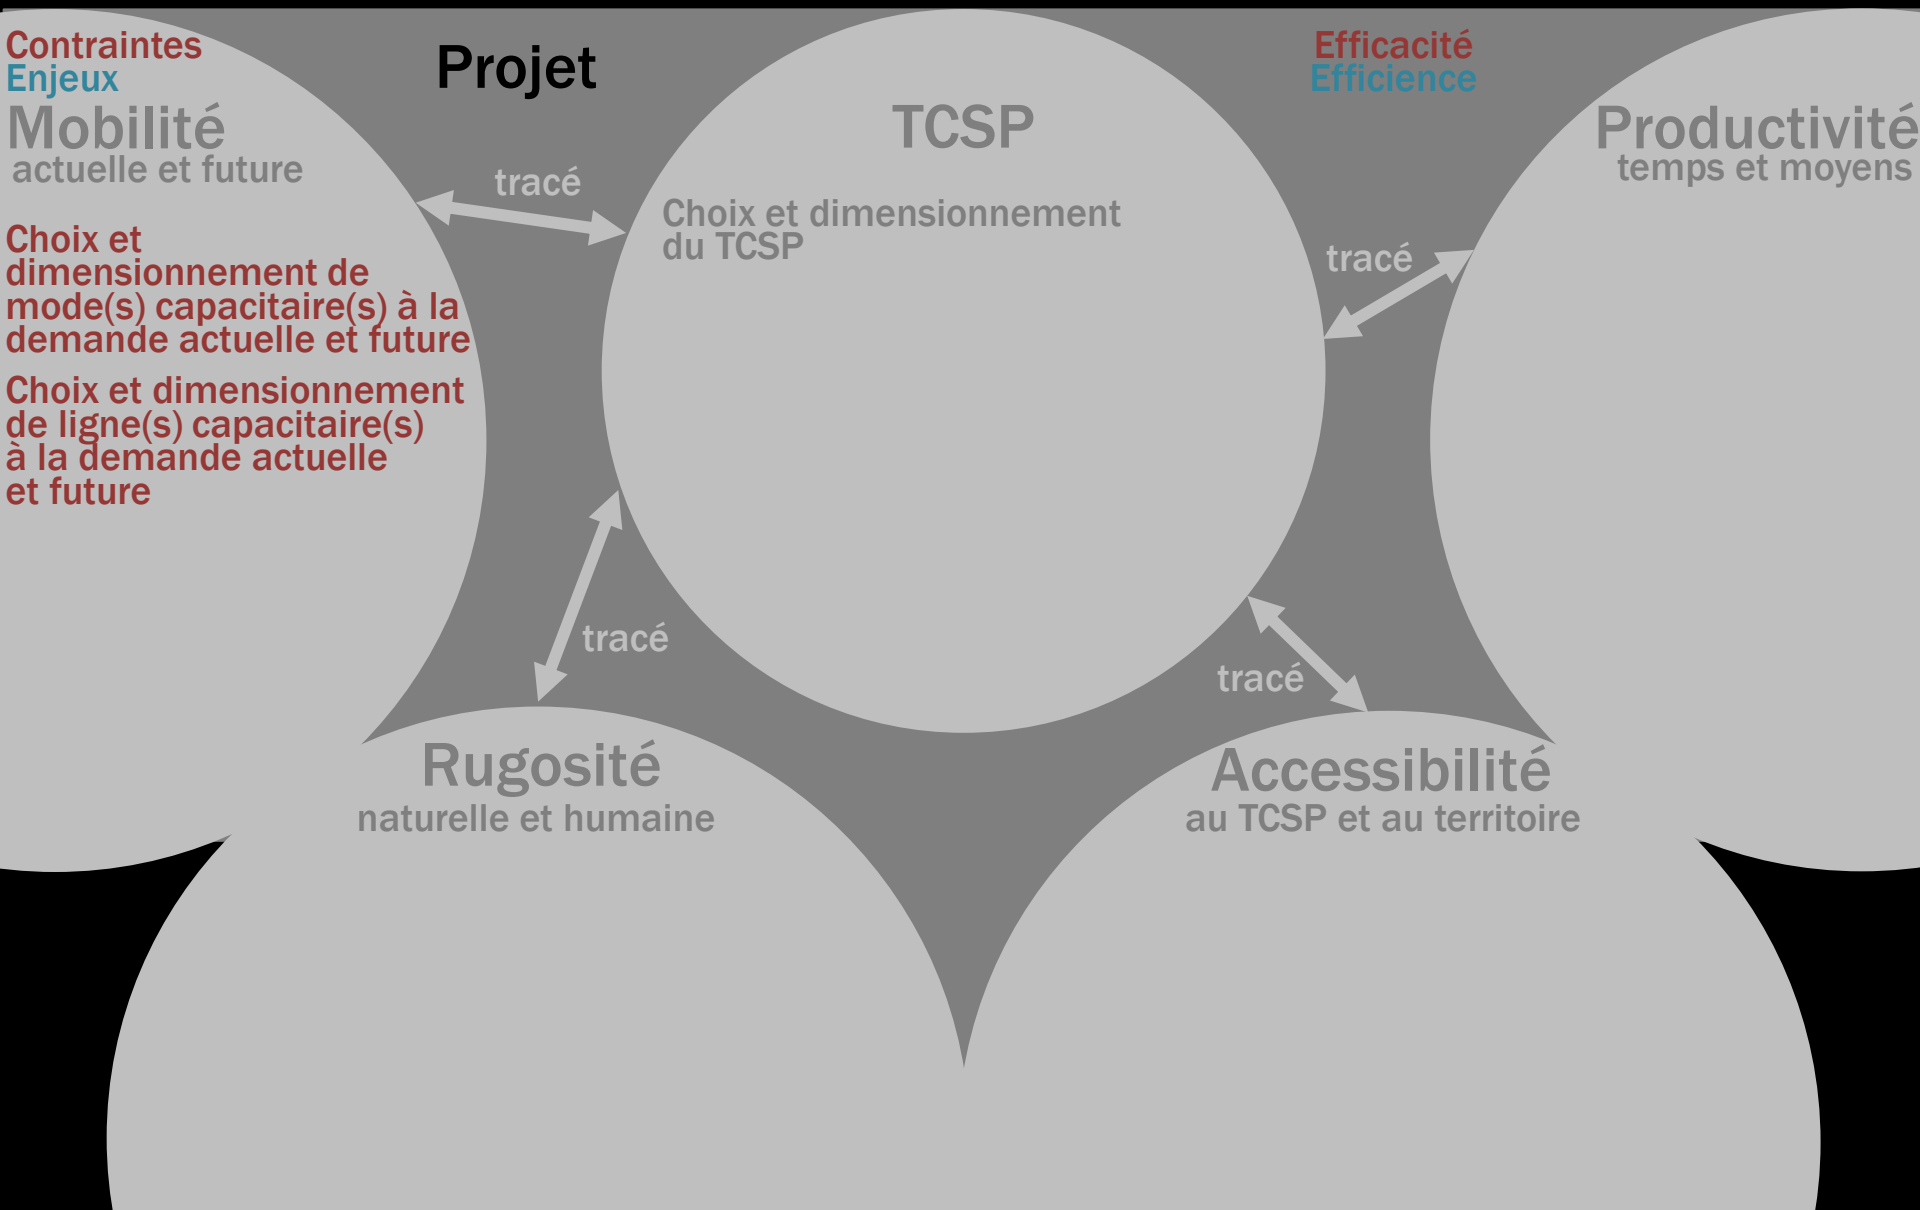 Contraintes
Enjeux
Mobilité
actuelle et future
Choix et
dimensionnement de
mode(s) capacitaire(s) à la
demande actuelle et future
Choix et dimensionnement
de ligne(s) capacitaire(s)
à la demande actuelle
et future
Projet
tracé
TCSP
Choix et dimensionnement
du TCSP
Efficacité
Efficience
tracé
Productivité
temps et moyens
tracé
tracé
Rugosité
naturelle et humaine
Accessibilité
au TCSP et au territoire